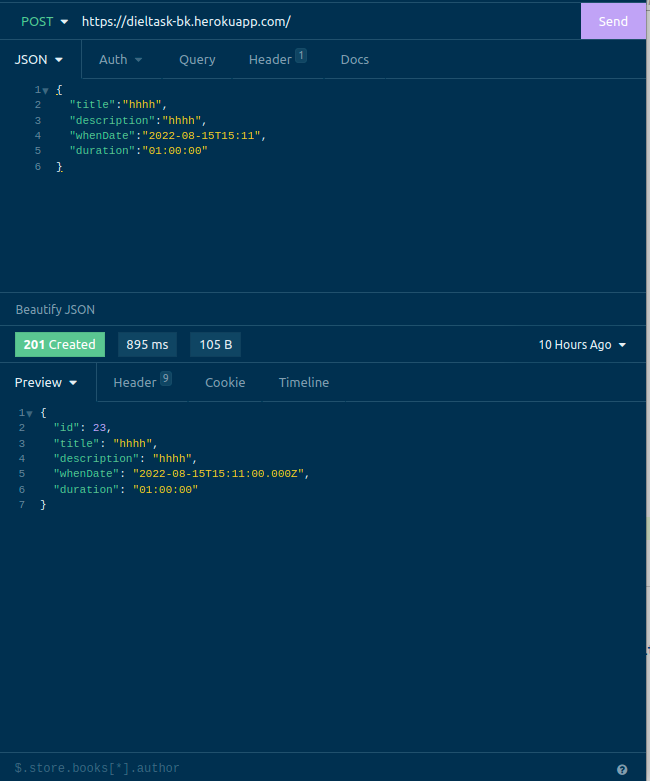 POST https://dieltask-bk.herokuapp.com/ Send
JSON Auth Query Header 1 Docs
1 {
2 "title":"hhhh",
3 "description":"hhhh",
4 "whenDate":"2022-08-15T15:11",
5 "duration":"01:00:00"
6 }
Beautify JSON
201 Created 895 ms 105 B 10 Hours Ago
Preview Header 9 Cookie Timeline
1 {
2 "id": 23,
3 "title": "hhhh",
4 "description": "hhhh",
5 "whenDate": "2022-08-15T15:11:00.000Z",
6 "duration": "01:00:00"
7 }
$.store.books[*].author ?